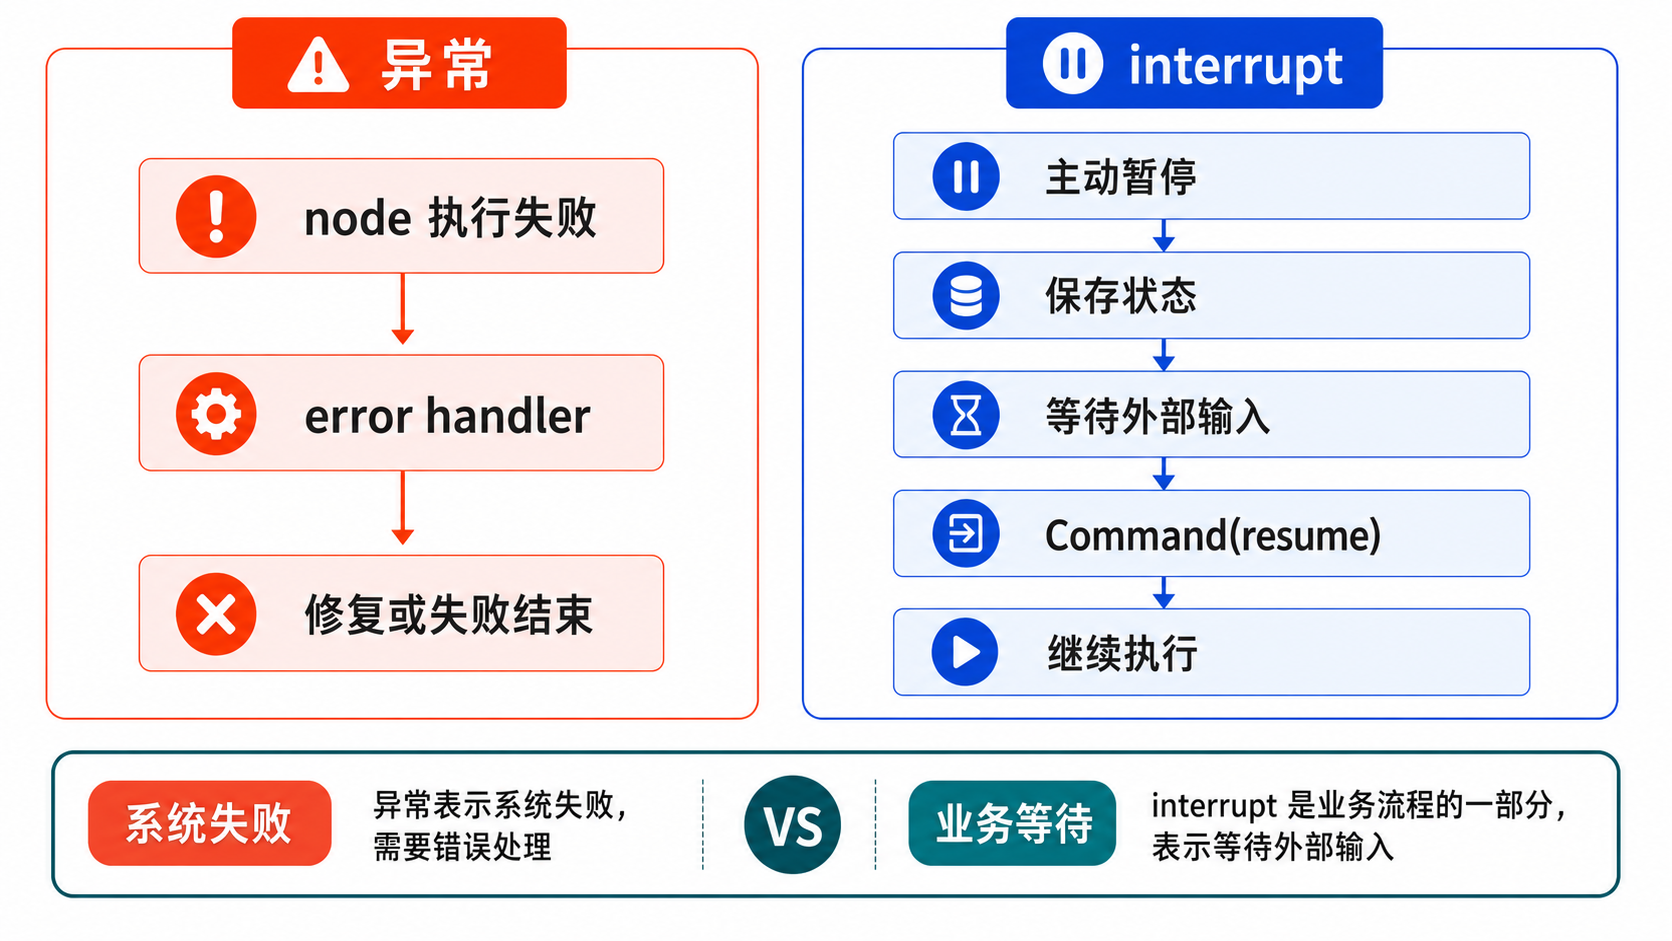 异常
node 执行失败
error handler
修复或失败结束
interrupt
主动暂停
保存状态
等待外部输入
Command(resume)
继续执行
系统失败
异常表示系统失败，
需要错误处理
VS
业务等待
interrupt 是业务流程的一部分，
表示等待外部输入